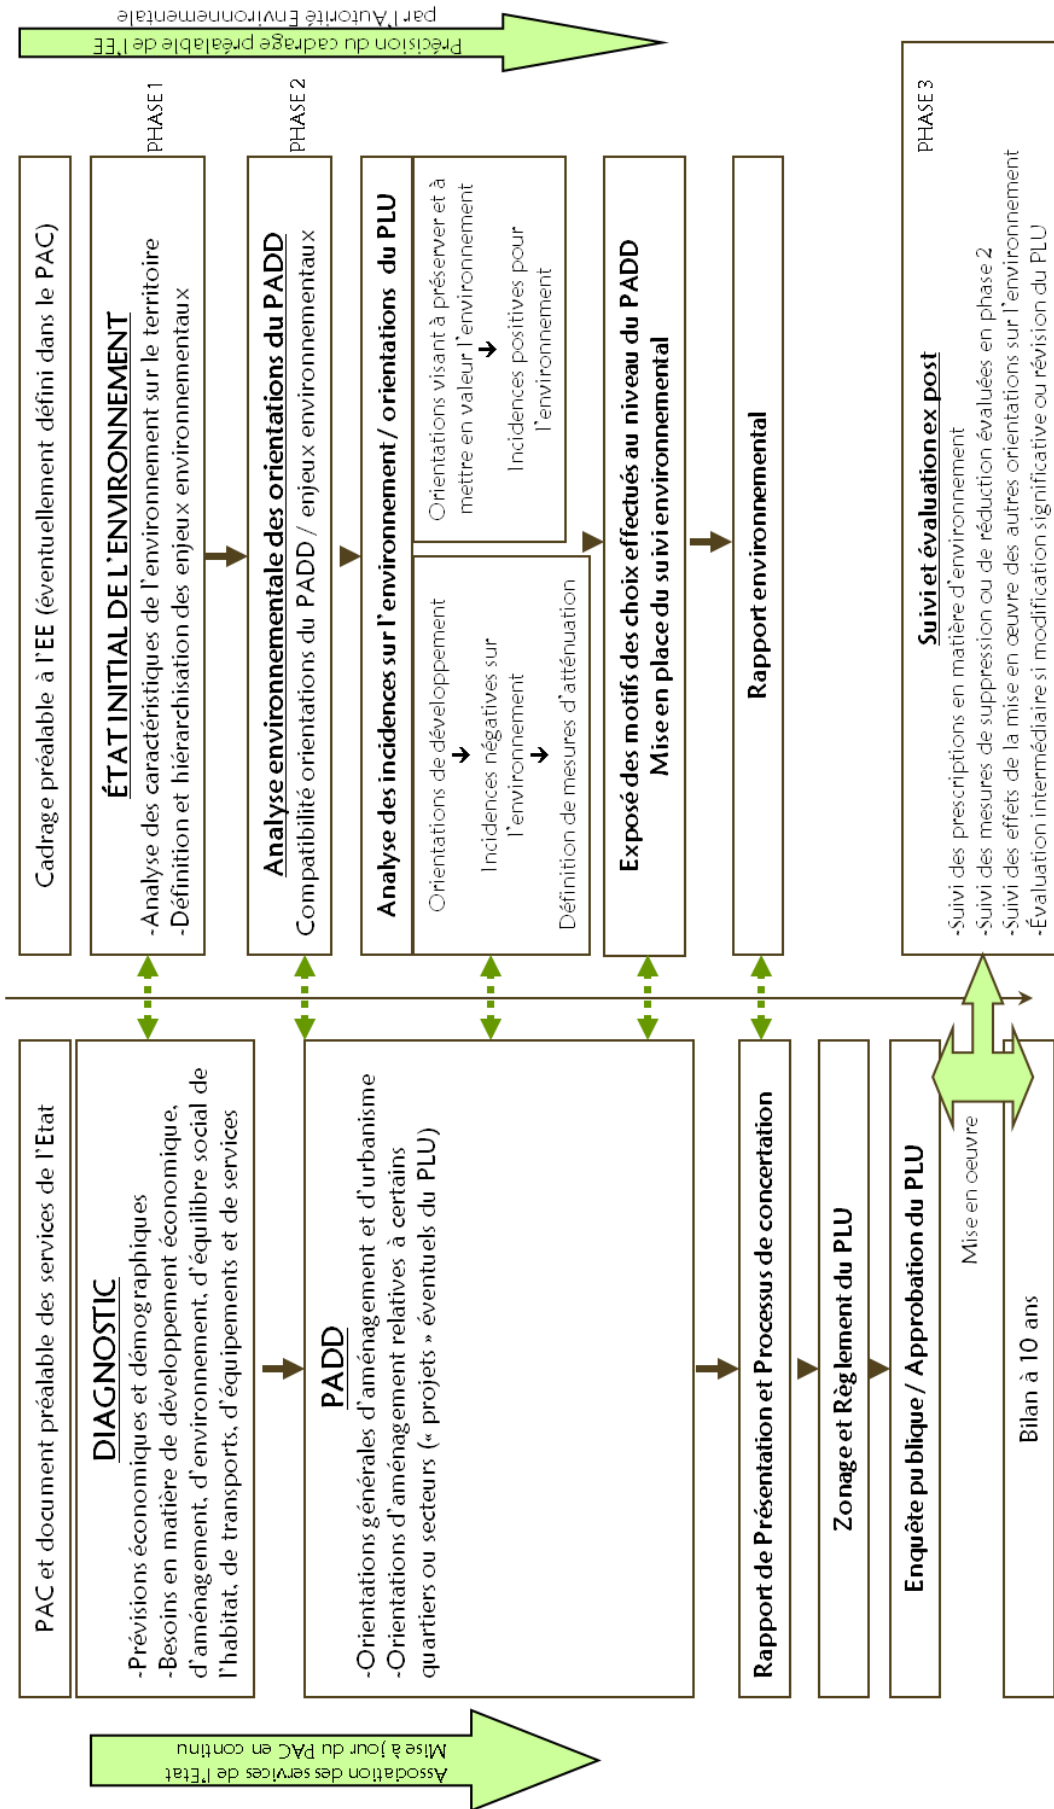 Association des services de l'Etat
Mise à jour du PAC en continu
PAC et document préalable des services de l'Etat
DIAGNOSTIC
-Prévisions économiques et démographiques
-Besoins en matière de développement économique,
d'aménagement, d'environnement, d'équilibre social de
l'habitat, de transports, d'équipements et de services
PADD
-Orientations générales d'aménagement et d'urbanisme
-Orientations d'aménagement relatives à certains
quartiers ou secteurs (« projets » éventuels du PLU)
Rapport de Présentation et Processus de concertation
Zonage et Règlement du PLU
Enquête publique / Approbation du PLU
Mise en oeuvre
Bilan à 10 ans
Cadrage préalable à l'EE (éventuellement défini dans le PAC)
ÉTAT INITIAL DE L'ENVIRONNEMENT
-Analyse des caractéristiques de l'environnement sur le territoire
-Définition et hiérarchisation des enjeux environnementaux
PHASE 1
Analyse environnementale des orientations du PADD
Compatibilité orientations du PADD / enjeux environnementaux
PHASE 2
Analyse des incidences sur l'environnement / orientations du PLU
Orientations de développement
Incidences négatives sur
l'environnement
Définition de mesures d'atténuation
Orientations visant à préserver et à
mettre en valeur l'environnement
Incidences positives pour
l'environnement
Exposé des motifs des choix effectués au niveau du PADD
Mise en place du suivi environnemental
Rapport environnemental
PHASE 3
Suivi et évaluation ex post
-Suivi des prescriptions en matière d'environnement
-Suivi des mesures de suppression ou de réduction évaluées en phase 2
-Suivi des effets de la mise en œuvre des autres orientations sur l'environnement
-Évaluation intermédiaire si modification significative ou révision du PLU
Précision du cadrage préalable de l'EE
par l'Autorité Environnementale